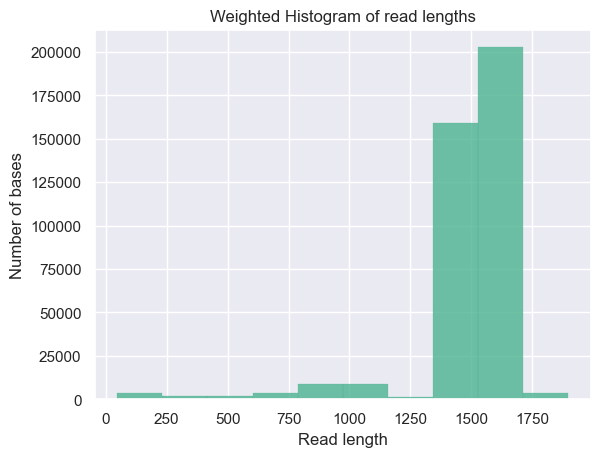 Weighted Histogram of read lengths
200000
175000
150000
125000
100000
75000
50000
25000
0
Number of bases
0 250 500 750 1000 1250 1500 1750
Read length